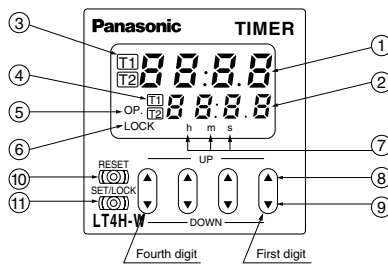 Panasonic TIMER
③ T1 88:8.8 ①
T2
④ T1 88:8.8 ②
⑤ OP. T2
⑥ LOCK
h m s ⑦
UP
⑩ RESET ⑧
⑪ SET/LOCK ⑨
LT4H-W DOWN
Fourth digit First digit